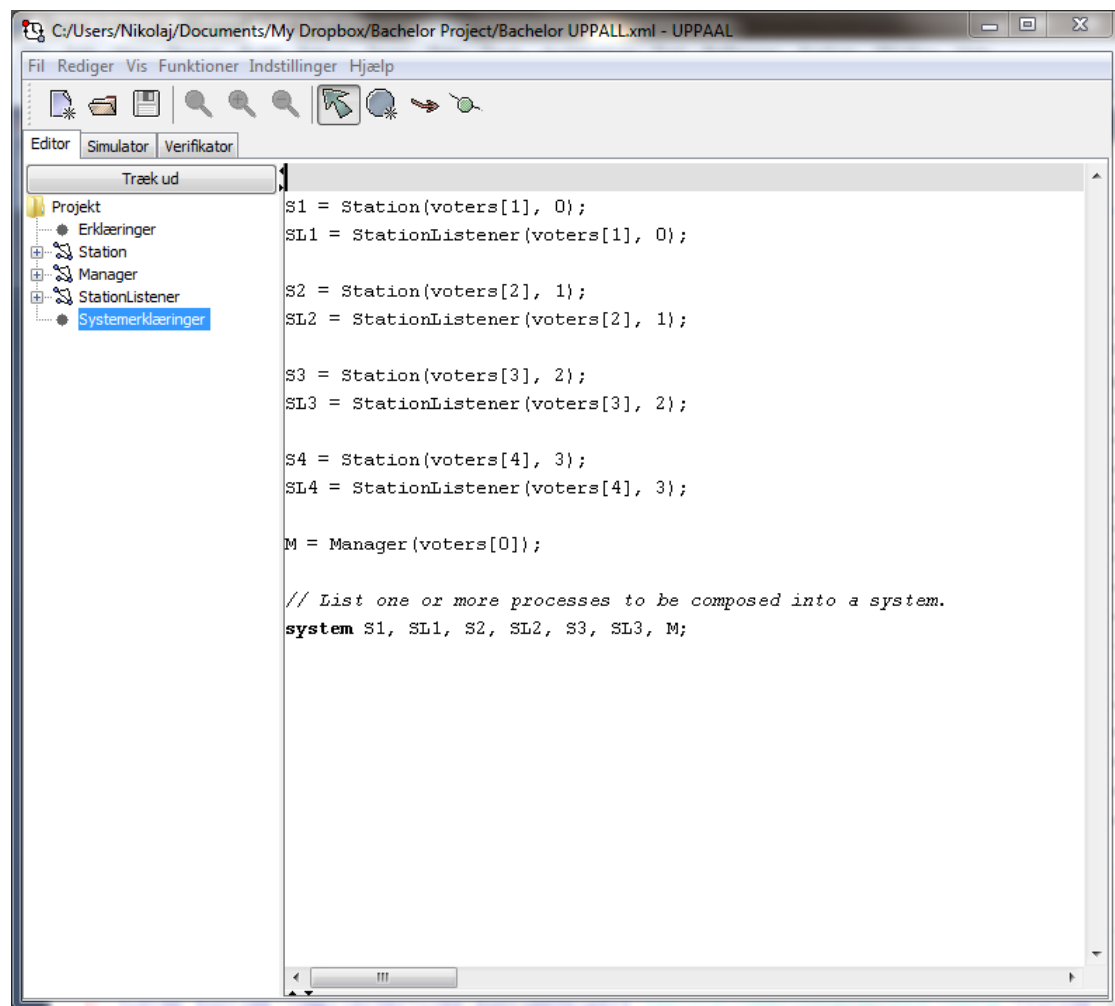 C:/Users/Nikolaj/Documents/My Dropbox/Bachelor Project/Bachelor UPPALL.xml - UPPAAL
Fil Rediger Vis Funktioner Indstillinger Hjælp
Editor Simulator Verifikator
Træk ud
Projekt
Erklæringer
Station
Manager
StationListener
Systemerklæringer
S1 = Station(voters[1], 0);
SL1 = StationListener(voters[1], 0);
S2 = Station(voters[2], 1);
SL2 = StationListener(voters[2], 1);
S3 = Station(voters[3], 2);
SL3 = StationListener(voters[3], 2);
S4 = Station(voters[4], 3);
SL4 = StationListener(voters[4], 3);
M = Manager(voters[0]);
// List one or more processes to be composed into a system.
system S1, SL1, S2, SL2, S3, SL3, M;